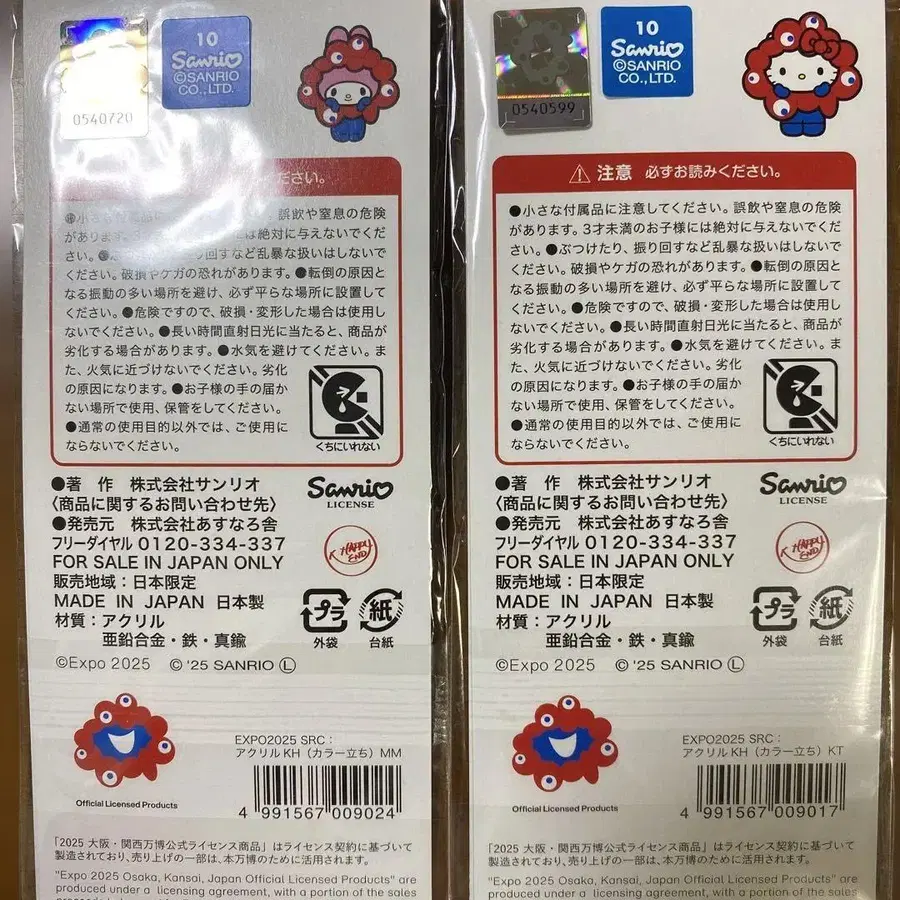 0540720
10
Sanrio
©SANRIO
CO.,LTD.
ださい。
●小さな付属品に 誤飲や窒息の危険
があります。 は絶対に与えないでくだ
さい。 り回すなど乱暴な扱いはしないで
ください。破損やケガの恐れがあります。●転倒の原因と
なる振動の多い場所を避け、必ず平らな場所に設置して
ください。●危険ですので、破損・変形した場合は使用し
ないでください。●長い時間直射日光に当たると、商品が
劣化する場合があります。●水気を避けてください。ま
た、火気に近づけないでください。劣化
の原因になります。●お子様の手の届か
ない場所で使用、保管をしてください。
●通常の使用目的以外では、ご使用に
ならないでください。
くちにいれない
●著 作 株式会社サンリオ
〈商品に関するお問い合わせ先〉
●発売元 株式会社あすなろ舎
フリーダイヤル 0120-334-337
FOR SALE IN JAPAN ONLY
販売地域:日本限定
MADE IN JAPAN 日本製
材質:アクリル
亜鉛合金・鉄・真鍮
Sanrio
LICENSE
HAPPY
END
プラ
外袋
紙
台紙
©Expo 2025 © '25 SANRIO Ⓛ
Official Licensed Products
EXPO2025 SRC:
アクリルKH(カラー立ち)MM
4 991567 009024
「2025 大阪・関西万博公式ライセンス商品」はライセンス契約に基づいて
製造されており、売り上げの一部は、本万博のために活用されます。
"Expo 2025 Osaka, Kansai, Japan Official Licensed Products" are
produced under a licensing agreement, with a portion of the sales
0540599
10
Sanrio
©SANRIO
CO.,LTD.
⚠ 注意 必ずお読みください。
●小さな付属品に注意してください。誤飲や窒息の危険
があります。3才未満のお子様には絶対に与えないでくだ
さい。●ぶつけたり、振り回すなど乱暴な扱いはしないで
ください。破損やケガの恐れがあります。●転倒の原因と
なる振動の多い場所を避け、必ず平らな場所に設置して
ください。●危険ですので、破損・変形した場合は使用し
ないでください。●長い時間直射日光に当たると、商品が
劣化する場合があります。●水気を避けてください。ま
た、火気に近づけないでください。劣化
の原因になります。●お子様の手の届か
ない場所で使用、保管をしてください。
●通常の使用目的以外では、ご使用に
ならないでください。
くちにいれない
●著 作 株式会社サンリオ
〈商品に関するお問い合わせ先〉
●発売元 株式会社あすなろ舎
フリーダイヤル 0120-334-337
FOR SALE IN JAPAN ONLY
販売地域:日本限定
MADE IN JAPAN 日本製
材質:アクリル
亜鉛合金・鉄・真鍮
Sanrio
LICENSE
HAPPY
END
プラ
外袋
紙
台紙
©Expo 2025 © '25 SANRIO Ⓛ
Official Licensed Products
EXPO2025 SRC:
アクリルKH(カラー立ち)KT
4 991567 009017
「2025 大阪・関西万博公式ライセンス商品」はライセンス契約に基づいて
製造されており、売り上げの一部は、本万博のために活用されます。
"Expo 2025 Osaka, Kansai, Japan Official Licensed Products" are
produced under a licensing agreement, with a portion of the sales